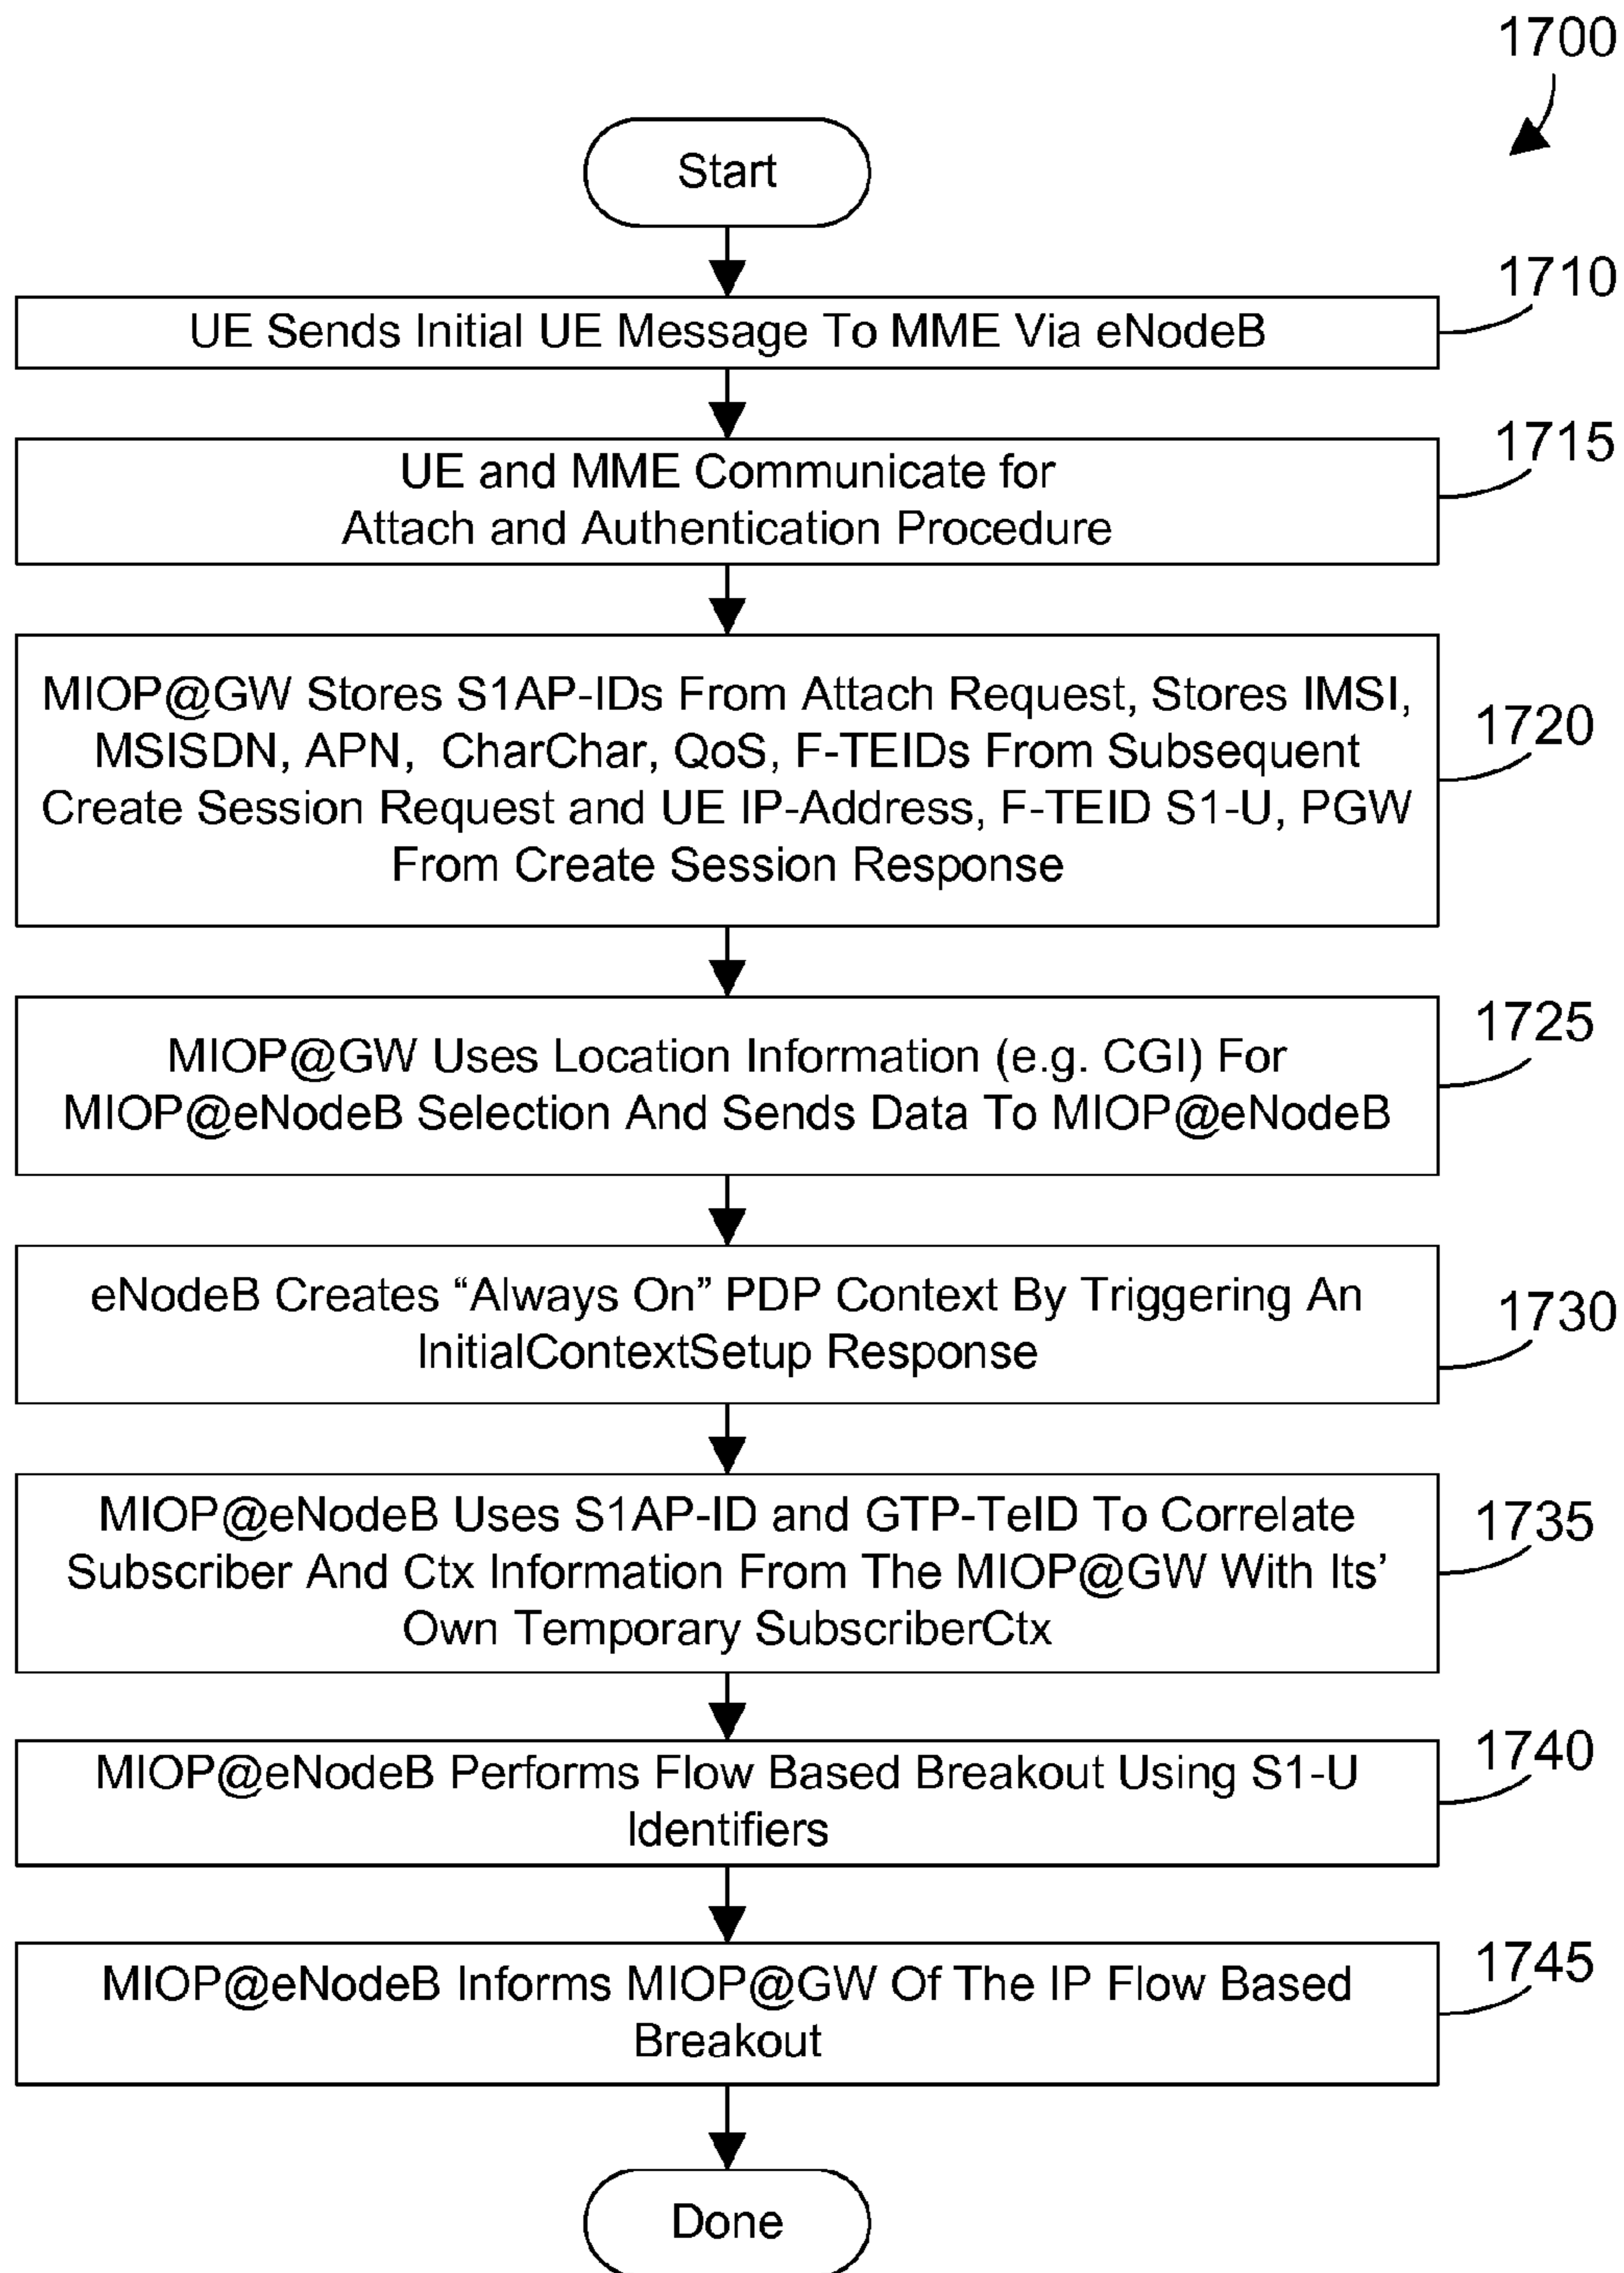 1700
Start
1710
UE Sends Initial UE Message To MME Via eNodeB
1715
UE and MME Communicate for
Attach and Authentication Procedure
1720
MIOP@GW Stores S1AP-IDs From Attach Request, Stores IMSI,
MSISDN, APN, CharChar, QoS, F-TEIDs From Subsequent
Create Session Request and UE IP-Address, F-TEID S1-U, PGW
From Create Session Response
1725
MIOP@GW Uses Location Information (e.g. CGI) For
MIOP@eNodeB Selection And Sends Data To MIOP@eNodeB
1730
eNodeB Creates “Always On” PDP Context By Triggering An
InitialContextSetup Response
1735
MIOP@eNodeB Uses S1AP-ID and GTP-TeID To Correlate
Subscriber And Ctx Information From The MIOP@GW With Its’
Own Temporary SubscriberCtx
1740
MIOP@eNodeB Performs Flow Based Breakout Using S1-U
Identifiers
1745
MIOP@eNodeB Informs MIOP@GW Of The IP Flow Based
Breakout
Done